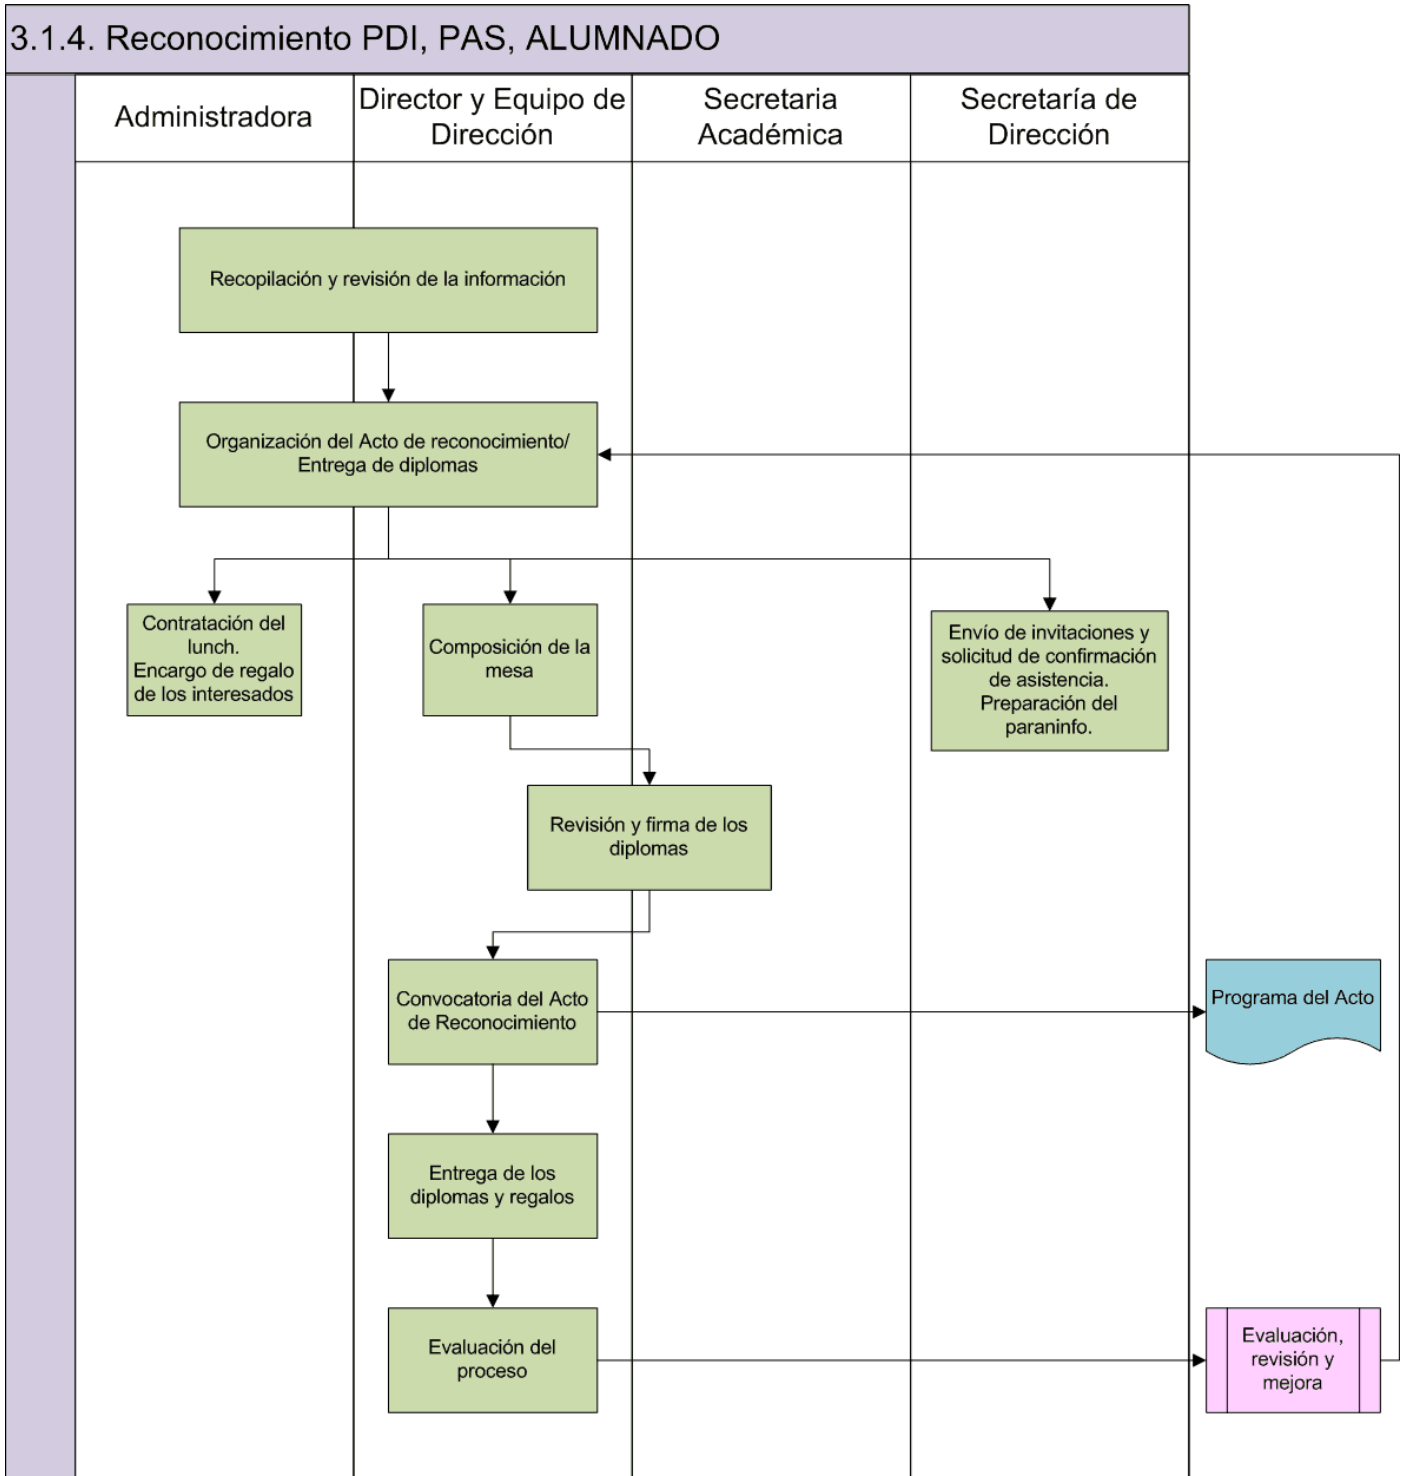 3.1.4. Reconocimiento PDI, PAS, ALUMNADO
Administradora
Director y Equipo de
Dirección
Secretaria
Académica
Secretaría de
Dirección
Recopilación y revisión de la información
Organización del Acto de reconocimiento/
Entrega de diplomas
Contratación del
lunch.
Encargo de regalo
de los interesados
Composición de la
mesa
Envío de invitaciones y
solicitud de confirmación
de asistencia.
Preparación del
paraninfo.
Revisión y firma de los
diplomas
Convocatoria del Acto
de Reconocimiento
Programa del Acto
Entrega de los
diplomas y regalos
Evaluación del
proceso
Evaluación,
revisión y
mejora